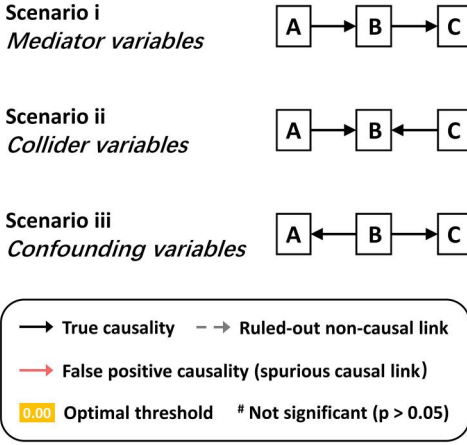 Scenario i
Mediator variables
A B C
Scenario ii
Collider variables
A B C
Scenario iii
Confounding variables
A B C
True causality Ruled-out non-causal link
False positive causality (spurious causal link)
0.00 Optimal threshold # Not significant (p > 0.05)